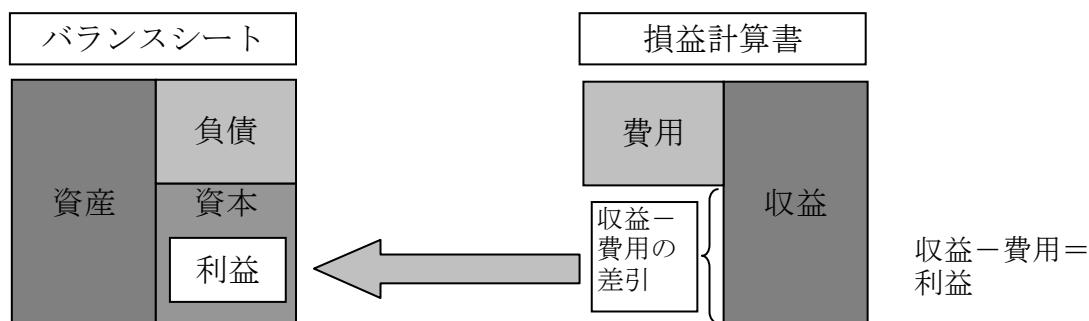 バランスシート
損益計算書
資産
負債
資本
利益
費用
収益－
費用の
差引
収益
収益－費用＝
利益